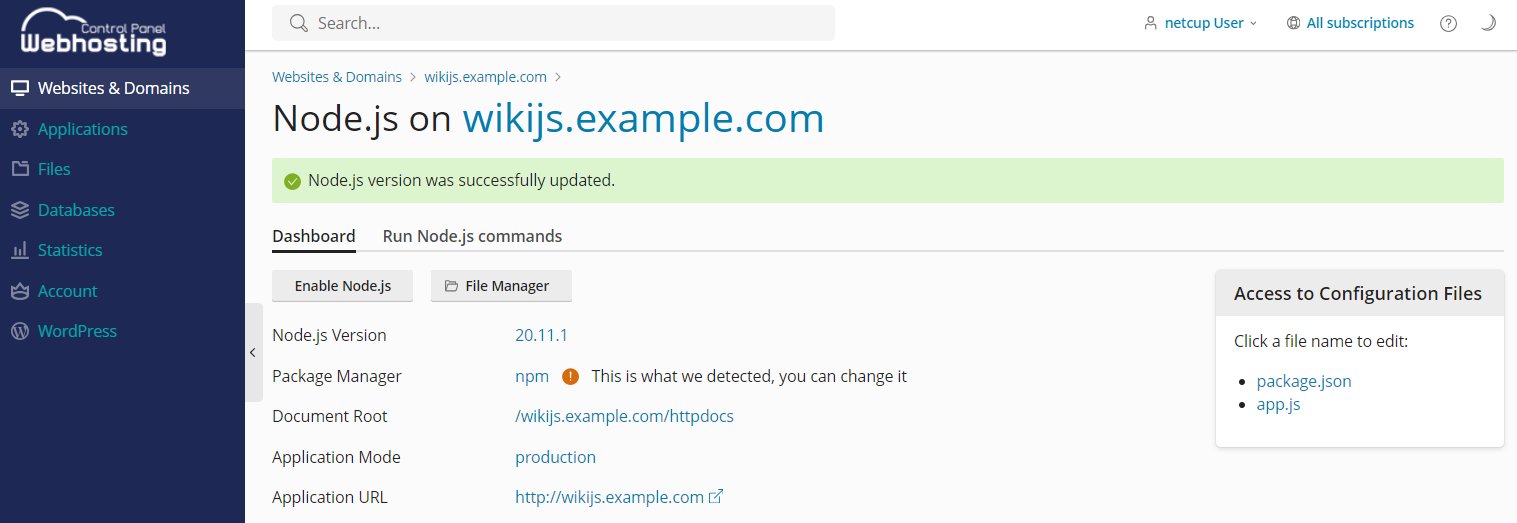 Control Panel
Webhosting
Search...
netcup User
All subscriptions
Websites & Domains
Applications
Files
Databases
Statistics
Account
WordPress
Websites & Domains > wikijs.example.com >
Node.js on wikijs.example.com
Node.js version was successfully updated.
Dashboard Run Node.js commands
Enable Node.js File Manager
Node.js Version 20.11.1
Package Manager npm ! This is what we detected, you can change it
Document Root /wikijs.example.com/httpdocs
Application Mode production
Application URL http://wikijs.example.com
Access to Configuration Files
Click a file name to edit:
• package.json
• app.js